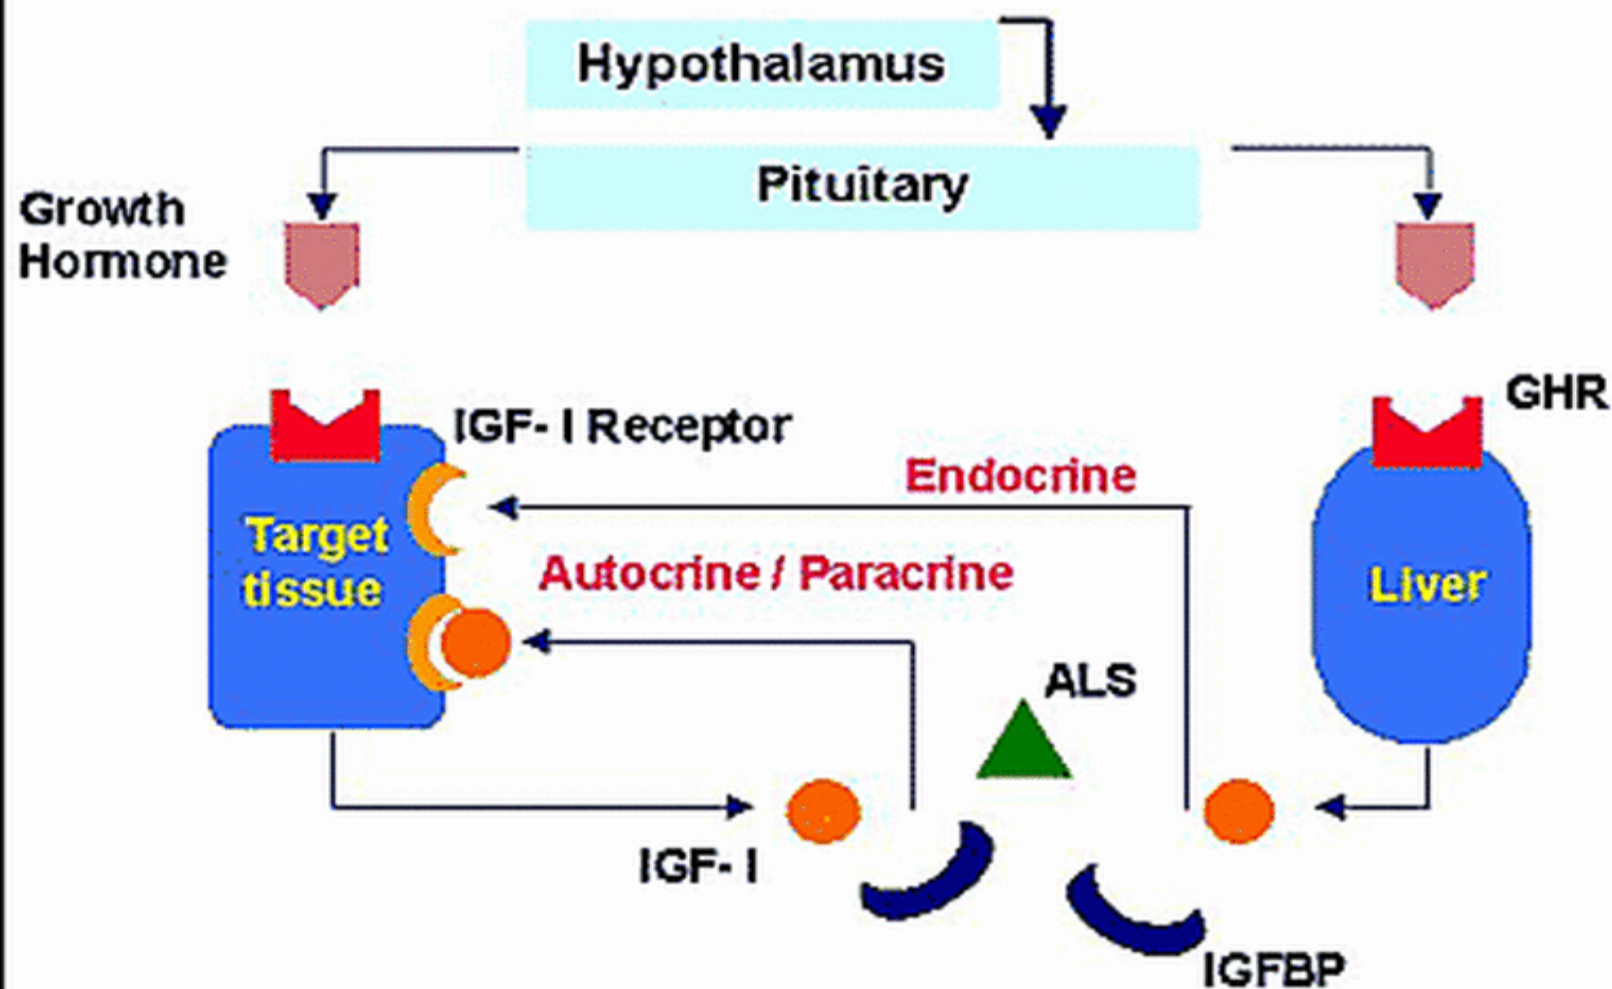 Hypothalamus
Pituitary
Growth
Hormone
GHR
IGF- I Receptor
Endocrine
Target
tissue
Autocrine / Paracrine
Liver
ALS
IGF- I
IGFBP